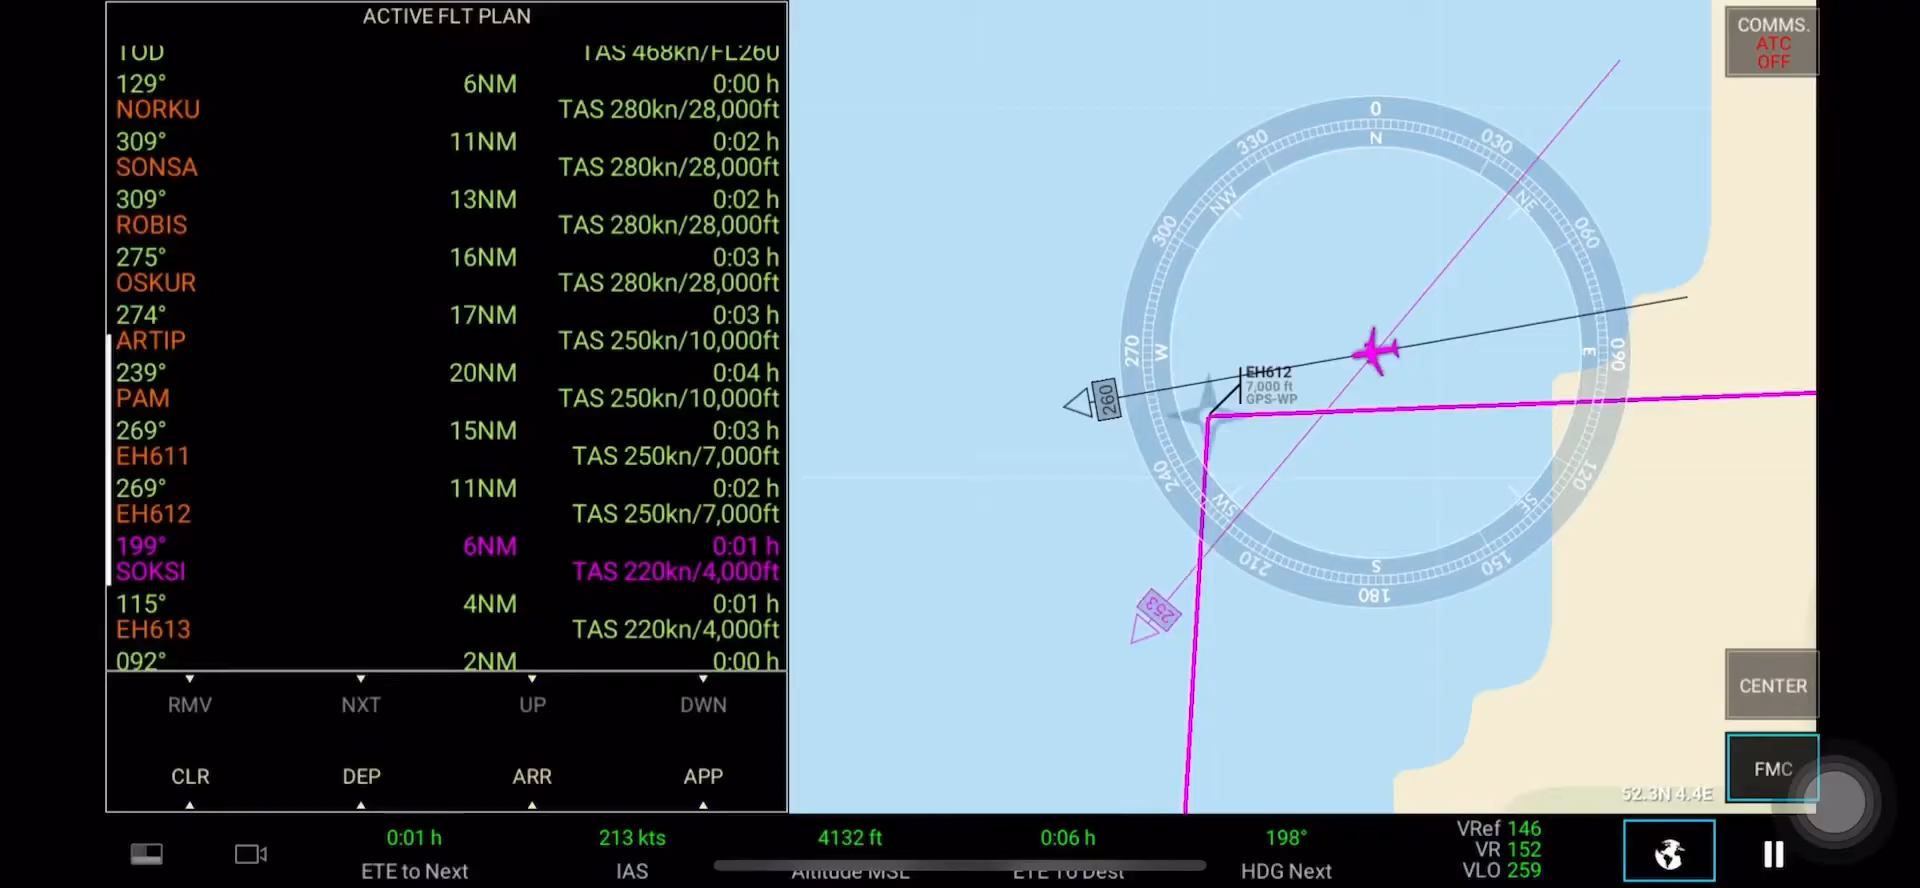 ACTIVE FLT PLAN
TOD TAS 468kn/FL260
129° 6NM 0:00 h
NORKU TAS 280kn/28,000ft
309° 11NM 0:02 h
SONSA TAS 280kn/28,000ft
309° 13NM 0:02 h
ROBIS TAS 280kn/28,000ft
275° 16NM 0:03 h
OSKUR TAS 280kn/28,000ft
274° 17NM 0:03 h
ARTIP TAS 250kn/10,000ft
239° 20NM 0:04 h
PAM TAS 250kn/10,000ft
269° 15NM 0:03 h
EH611 TAS 250kn/7,000ft
269° 11NM 0:02 h
EH612 TAS 250kn/7,000ft
199° 6NM 0:01 h
SOKSI TAS 220kn/4,000ft
115° 4NM 0:01 h
EH613 TAS 220kn/4,000ft
092° 2NM 0:00 h
RMV NXT UP DWN
CLR DEP ARR APP
COMMS.
ATC
OFF
0
N
030
NE
060
E
090
120
SE
150
S
180
210
SW
240
W
270
300
NW
330
260
253
EH612
7,000 ft
GPS-WP
CENTER
FMC
52.3N 4.4E
0:01 h
ETE to Next
213 kts
IAS
4132 ft
Altitude MSL
0:06 h
ETE To Dest
198°
HDG Next
VRef 146
VR 152
VLO 259